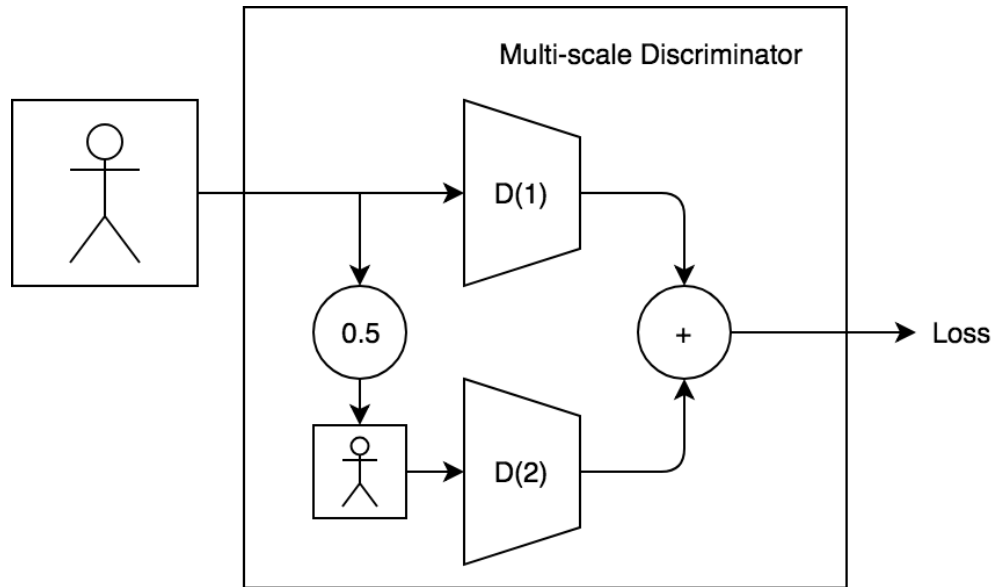 Multi-scale Discriminator
D(1)
0.5
+
Loss
D(2)